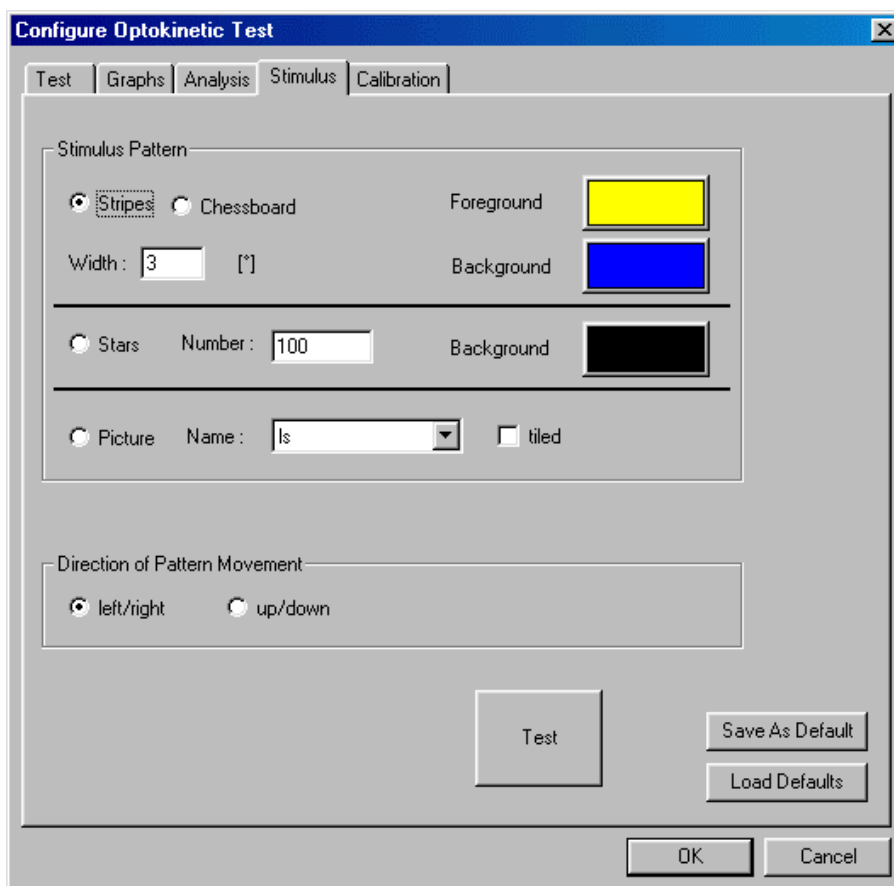 Configure Optokinetic Test
Test Graphs Analysis Stimulus Calibration
Stimulus Pattern
Stripes Chessboard Foreground
Width : 3 [°] Background
Stars Number : 100 Background
Picture Name : ls tiled
Direction of Pattern Movement
left/right up/down
Test
Save As Default
Load Defaults
OK Cancel